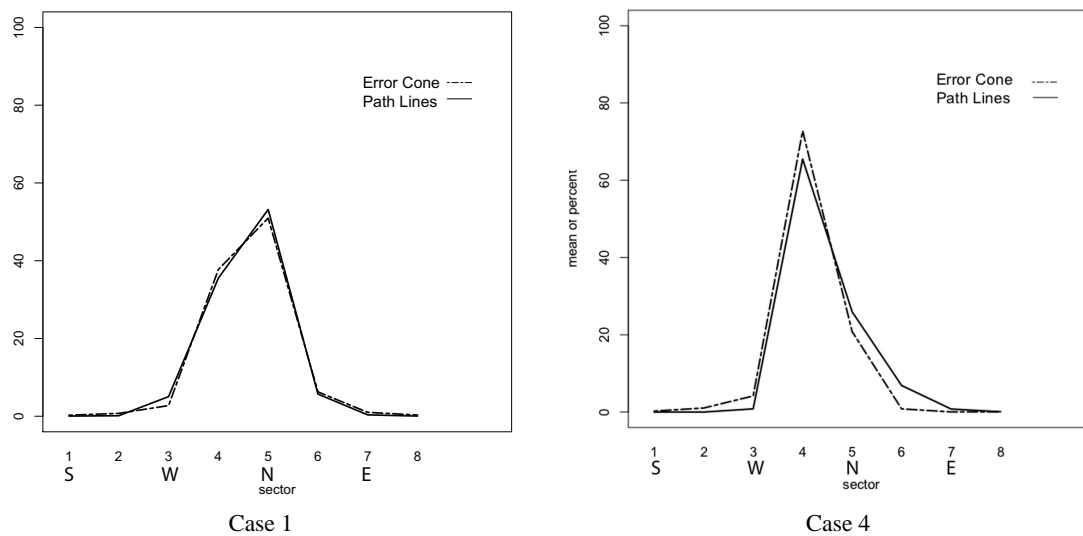 100
80
60
40
20
0
Error Cone
Path Lines
1 2 3 4 5 6 7 8
S W N E
sector
Case 1
mean of percent
100
80
60
40
20
0
Error Cone
Path Lines
1 2 3 4 5 6 7 8
S W N E
sector
Case 4